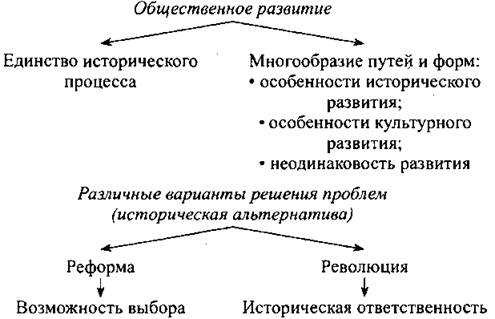 Общественное развитие
Единство исторического
процесса
Многообразие путей и форм:
• особенности исторического
развития;
• особенности культурного
развития;
• неодинаковость развития
Различные варианты решения проблем
(историческая альтернатива)
Реформа
Революция
Возможность выбора
Историческая ответственность